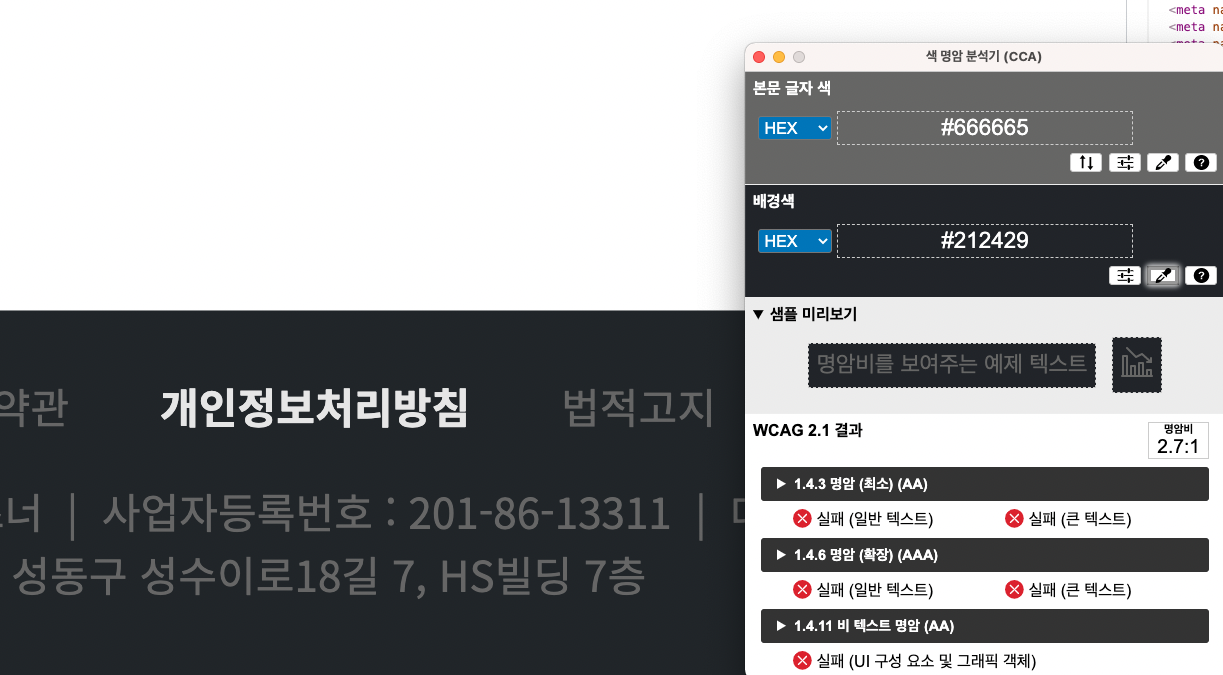 <meta na
<meta na
<meta na
색 명암 분석기 (CCA)
본문 글자 색
HEX #666665
배경색
HEX #212429
▼ 샘플 미리보기
명암비를 보여주는 예제 텍스트
WCAG 2.1 결과
명암비
2.7:1
▶ 1.4.3 명암 (최소) (AA)
실패 (일반 텍스트) 실패 (큰 텍스트)
▶ 1.4.6 명암 (확장) (AAA)
실패 (일반 텍스트) 실패 (큰 텍스트)
▶ 1.4.11 비 텍스트 명암 (AA)
실패 (UI 구성 요소 및 그래픽 객체)
약관 개인정보처리방침 법적고지
너 | 사업자등록번호 : 201-86-13311 |
성동구 성수이로18길 7, HS빌딩 7층